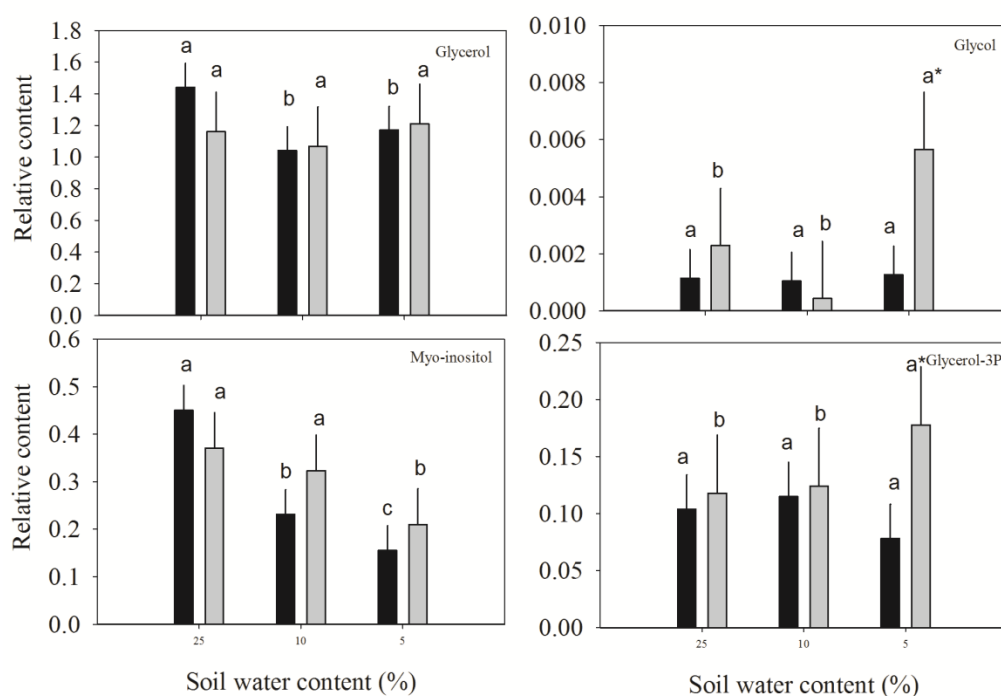 Glycerol
Relative content
1.8
1.6
1.4
1.2
1.0
0.8
0.6
0.4
0.2
0.0
a
a
b
a
b
a
Glycol
0.010
0.008
0.006
0.004
0.002
0.000
a
b
a
b
a
a*
Myo-inositol
Relative content
0.6
0.5
0.4
0.3
0.2
0.1
0.0
a
a
b
a
c
b
25
10
5
Soil water content (%)
Glycerol-3P
0.25
0.20
0.15
0.10
0.05
0.00
a
b
a
b
a
a*
25
10
5
Soil water content (%)